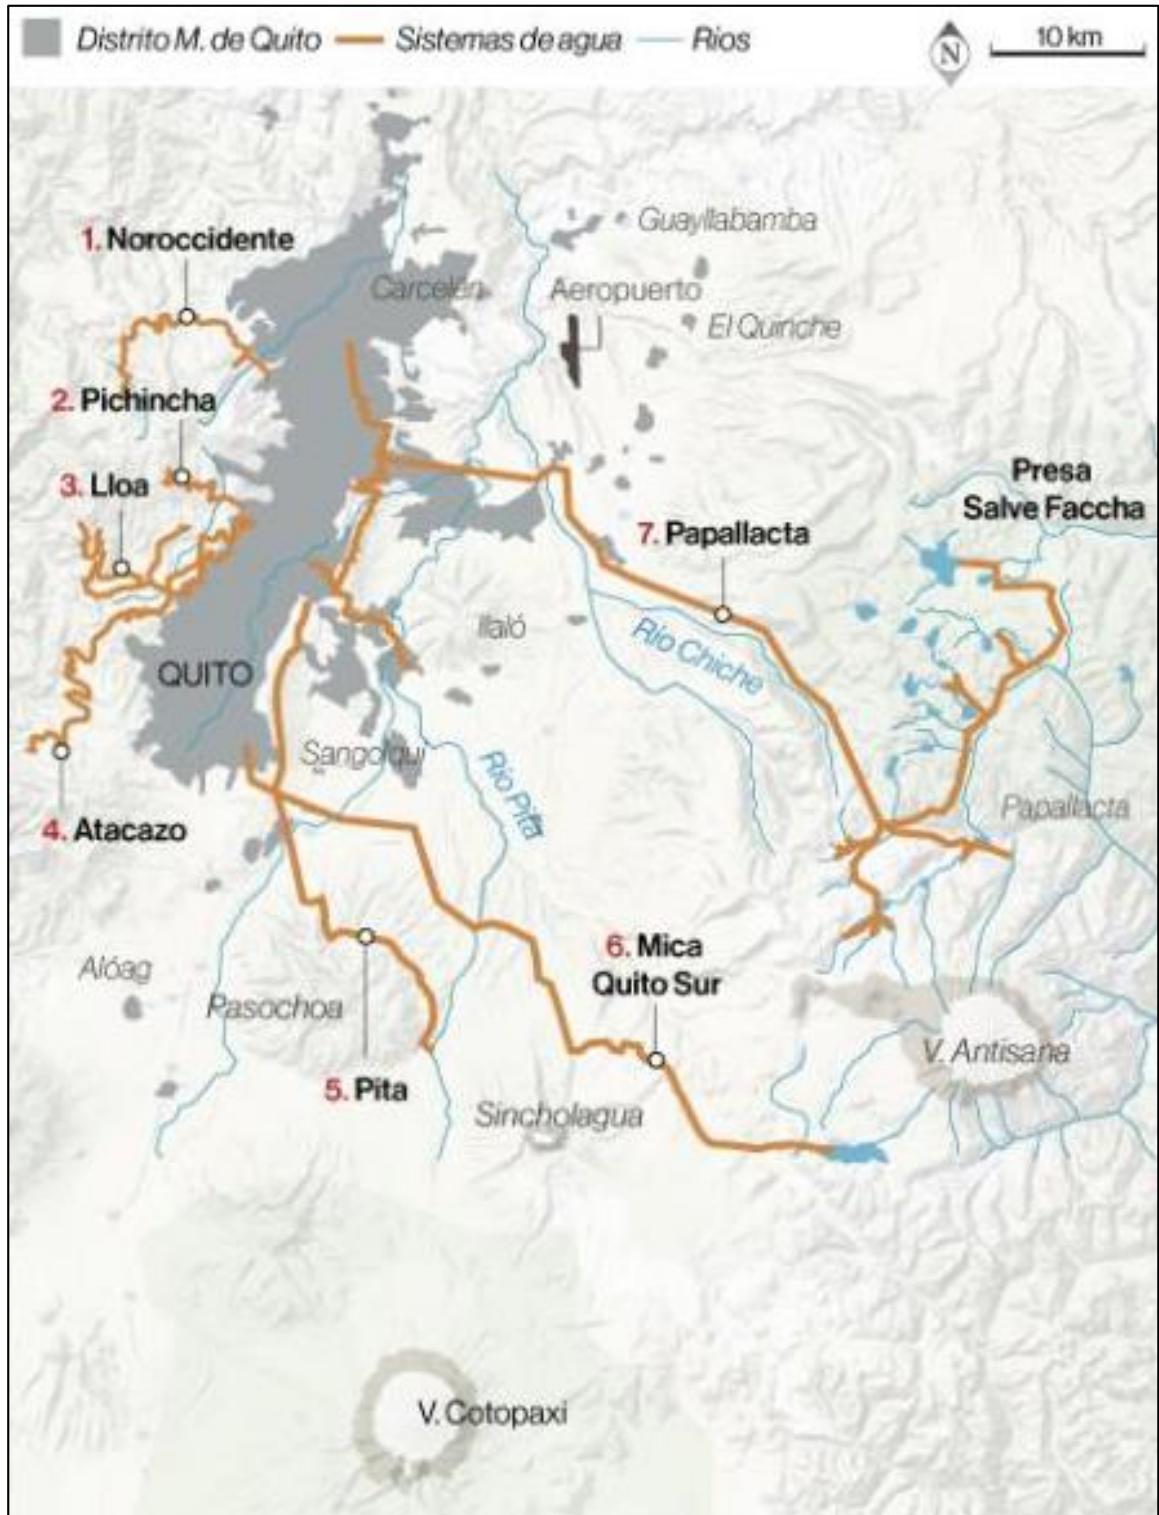 Distrito M. de Quito Sistemas de agua Rios
N 10 km
Guayllabamba
1. Noroccidente
Carcelén
Aeropuerto
El Quinche
2. Pichincha
3. Lloa
Presa
Salve Faccha
7. Papallacta
Ilaló
Río Chiche
QUITO
Sangolquí
Río Pita
4. Atacazo
Papallacta
6. Mica
Quito Sur
Alóag
Pasochoa
V. Antisana
5. Pita
Sincholagua
V. Cotopaxi